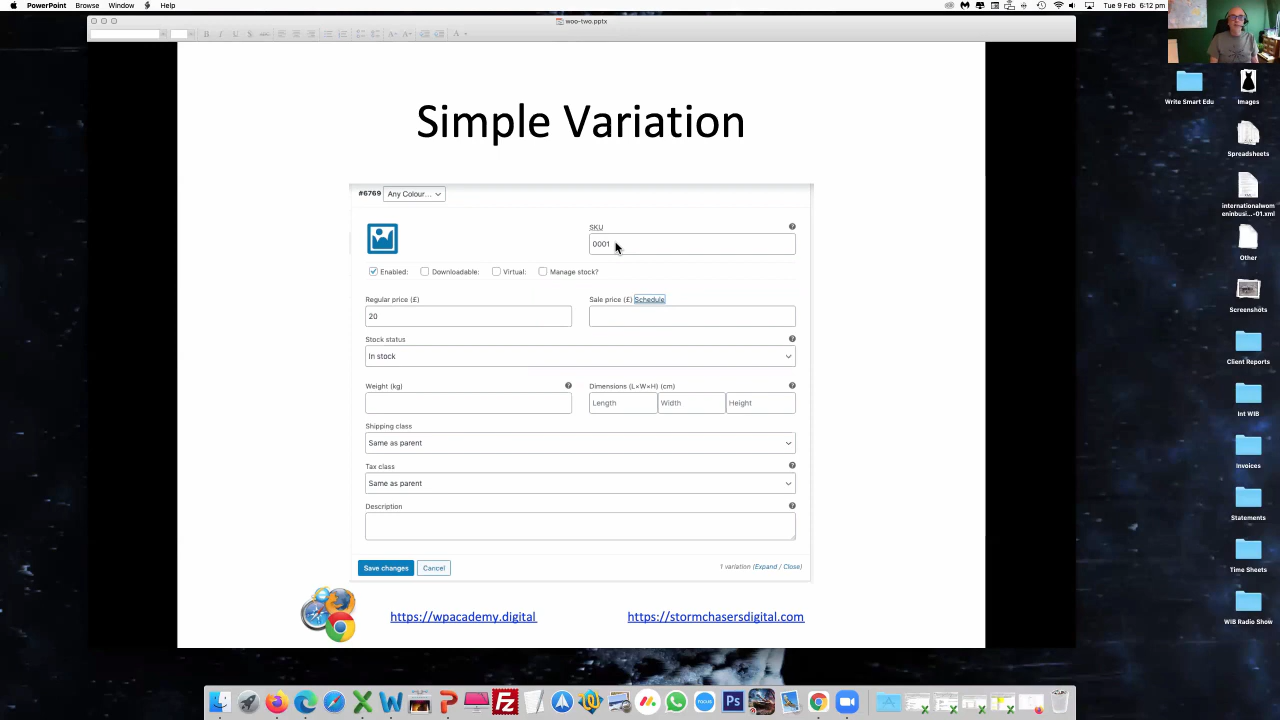 PowerPoint Browse Window Help
Tue 9 Feb 6:12 pm
woo-two.pptx
Simple Variation
#6769 Any Colour...
SKU
0001
Enabled: Downloadable: Virtual: Manage stock?
Regular price (£) Sale price (£) Schedule
20
Stock status
In stock
Weight (kg) Dimensions (L×W×H) (cm)
Length Width Height
Shipping class
Same as parent
Tax class
Same as parent
Description
Save changes Cancel 1 variation (Expand / Close)
https://wpacademy.digital https://stormchasersdigital.com
Write Smart Edu Images
Spreadsheets
internationalwom
eninbusi...-01.xml
Other
Screenshots
Client Reports
Int WIB
Invoices
Statements
Time Sheets
WIB Radio Show